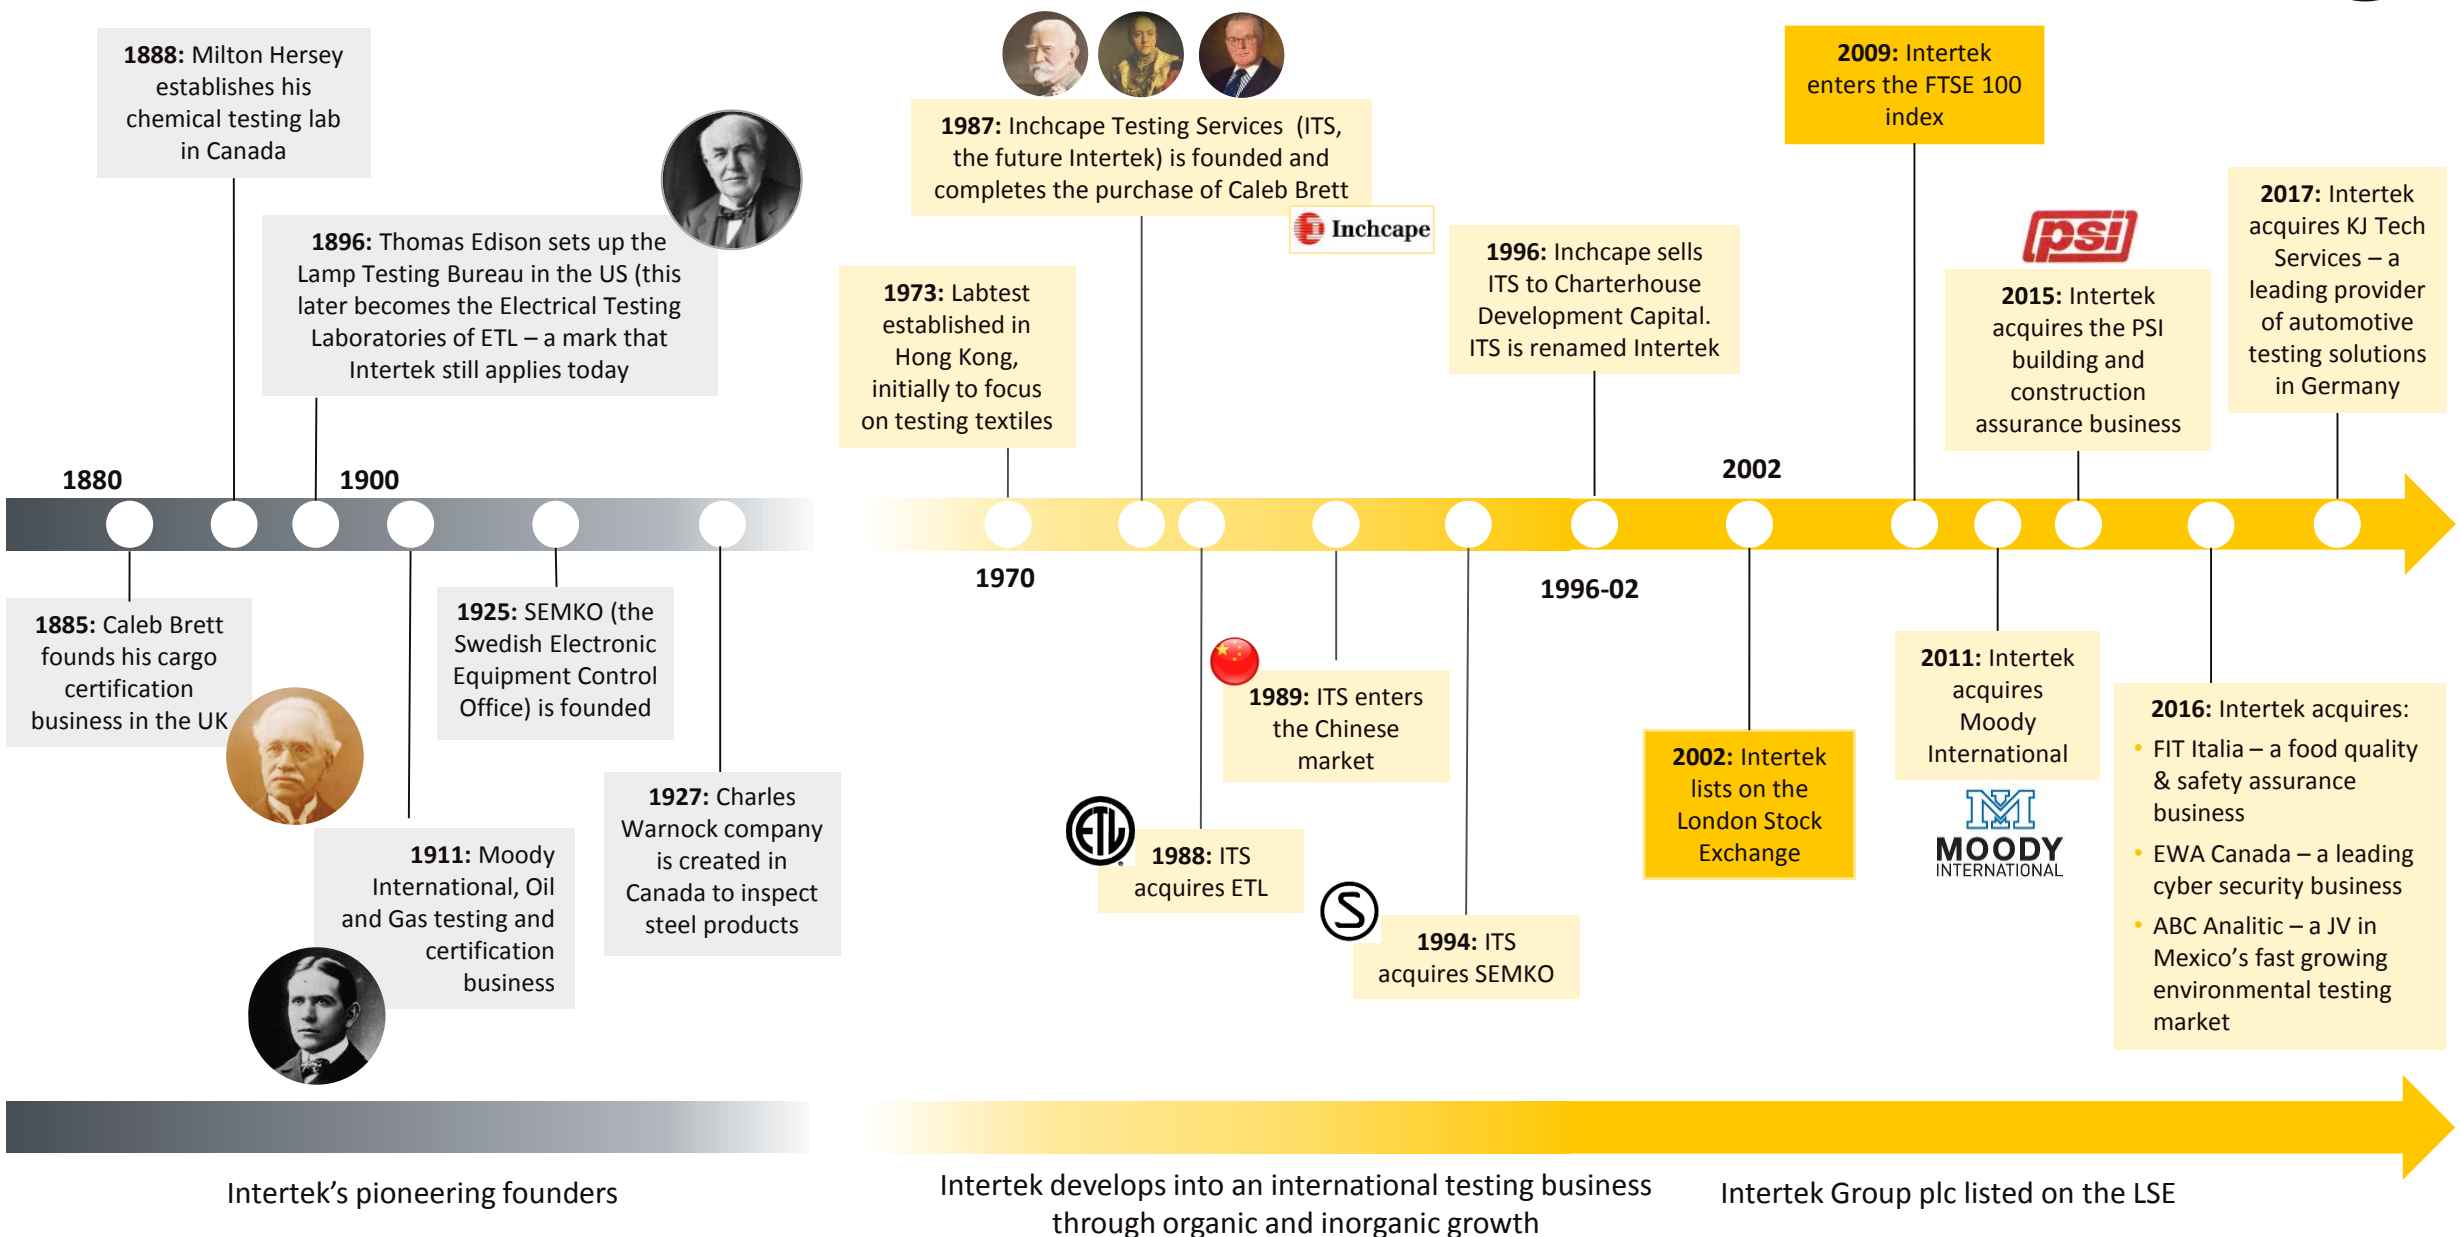 1888: Milton Hersey
establishes his
chemical testing lab
in Canada
1896: Thomas Edison sets up the
Lamp Testing Bureau in the US (this
later becomes the Electrical Testing
Laboratories of ETL – a mark that
Intertek still applies today
1880
1900
1885: Caleb Brett
founds his cargo
certification
business in the UK
1911: Moody
International, Oil
and Gas testing and
certification
business
1925: SEMKO (the
Swedish Electronic
Equipment Control
Office) is founded
1927: Charles
Warnock company
is created in
Canada to inspect
steel products
1987: Inchcape Testing Services (ITS,
the future Intertek) is founded and
completes the purchase of Caleb Brett
Inchcape
1973: Labtest
established in
Hong Kong,
initially to focus
on testing textiles
1996: Inchcape sells
ITS to Charterhouse
Development Capital.
ITS is renamed Intertek
1970
1996-02
1989: ITS enters
the Chinese
market
ETL
1988: ITS
acquires ETL
S
1994: ITS
acquires SEMKO
2009: Intertek
enters the FTSE 100
index
psi
2015: Intertek
acquires the PSI
building and
construction
assurance business
2017: Intertek
acquires KJ Tech
Services – a
leading provider
of automotive
testing solutions
in Germany
2002
2002: Intertek
lists on the
London Stock
Exchange
2011: Intertek
acquires
Moody
International
MI
MOODY
INTERNATIONAL
2016: Intertek acquires:
• FIT Italia – a food quality
& safety assurance
business
• EWA Canada – a leading
cyber security business
• ABC Analitic – a JV in
Mexico’s fast growing
environmental testing
market
Intertek’s pioneering founders
Intertek develops into an international testing business
through organic and inorganic growth
Intertek Group plc listed on the LSE